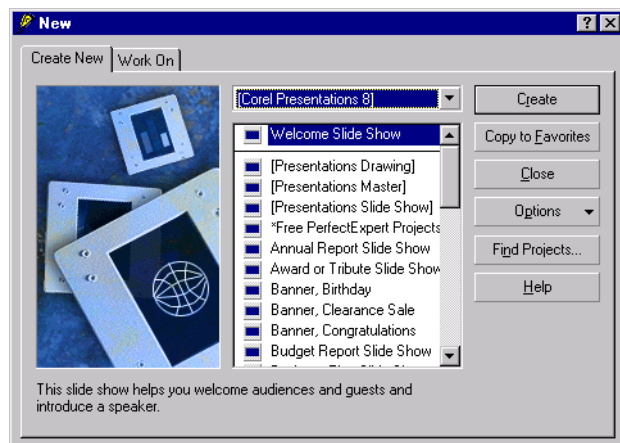 New
Create New
Work On
[Corel Presentations 8]
Welcome Slide Show
[Presentations Drawing]
[Presentations Master]
[Presentations Slide Show]
*Free PerfectExpert Projects
Annual Report Slide Show
Award or Tribute Slide Show
Banner, Birthday
Banner, Clearance Sale
Banner, Congratulations
Budget Report Slide Show
Create
Copy to Favorites
Close
Options
Find Projects...
Help
This slide show helps you welcome audiences and guests and
introduce a speaker.